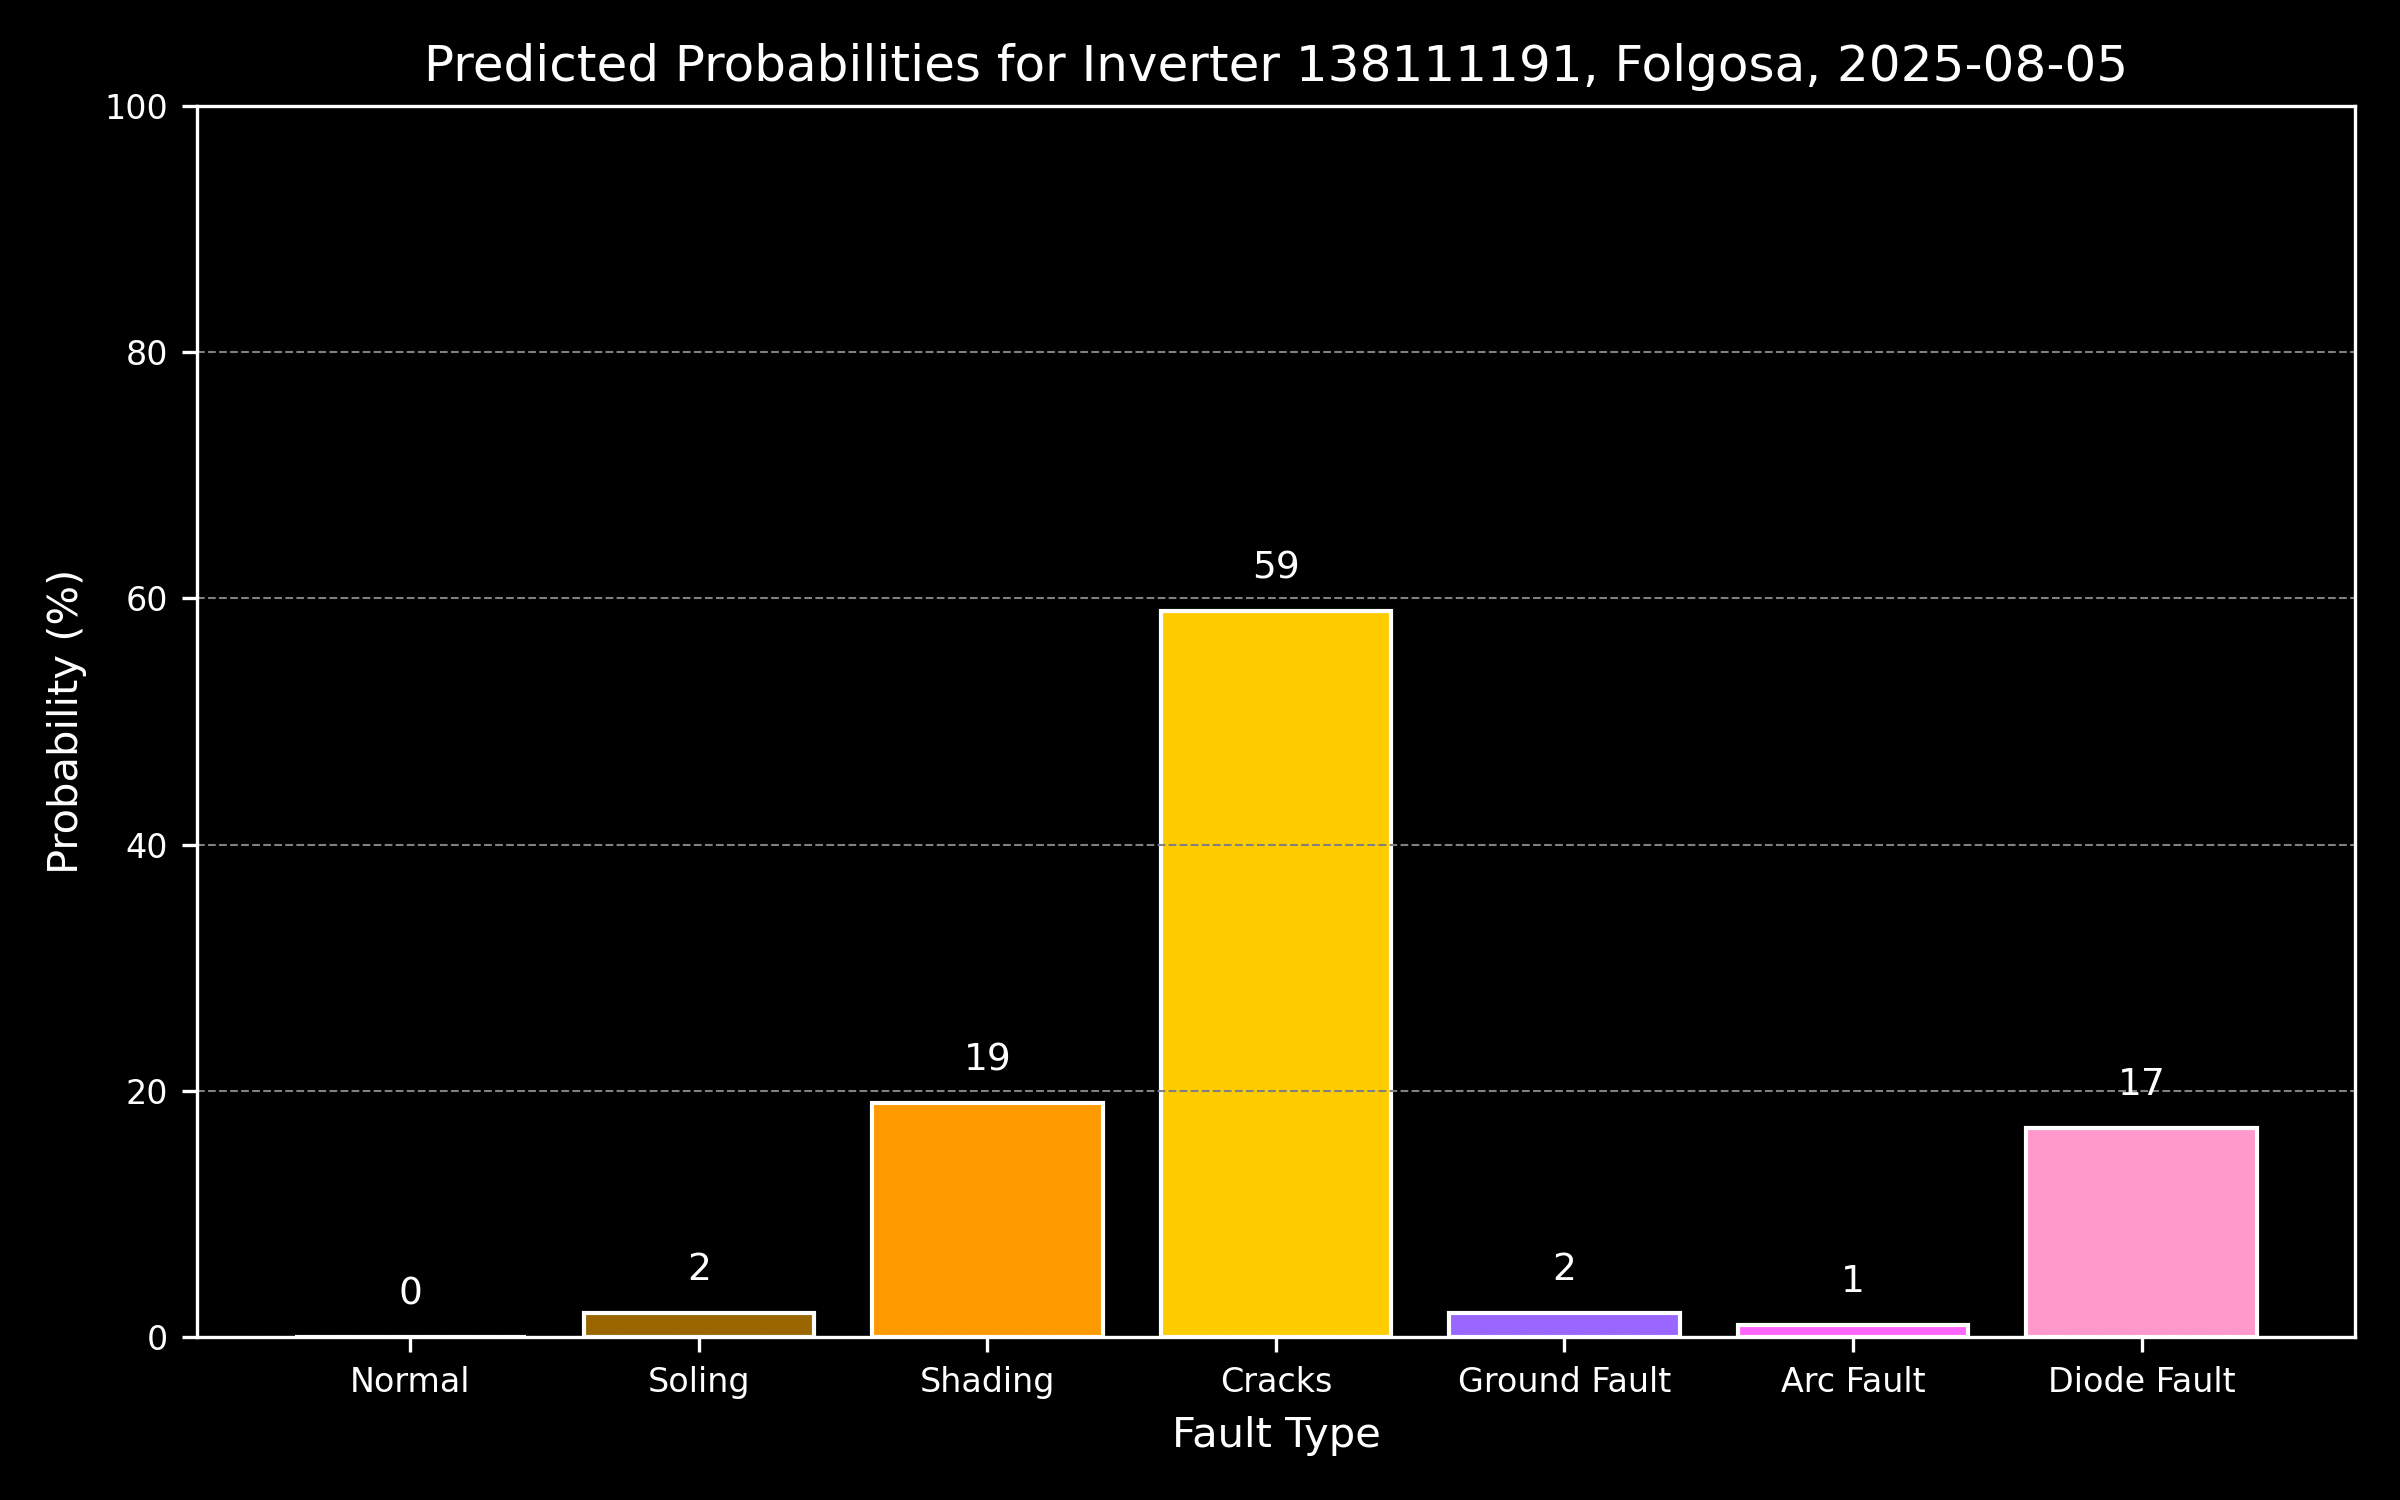 Predicted Probabilities for Inverter 138111191, Folgosa, 2025-08-05
100
80
60
40
20
0
Probability (%)
0
2
19
59
2
1
17
Normal
Soling
Shading
Cracks
Ground Fault
Arc Fault
Diode Fault
Fault Type